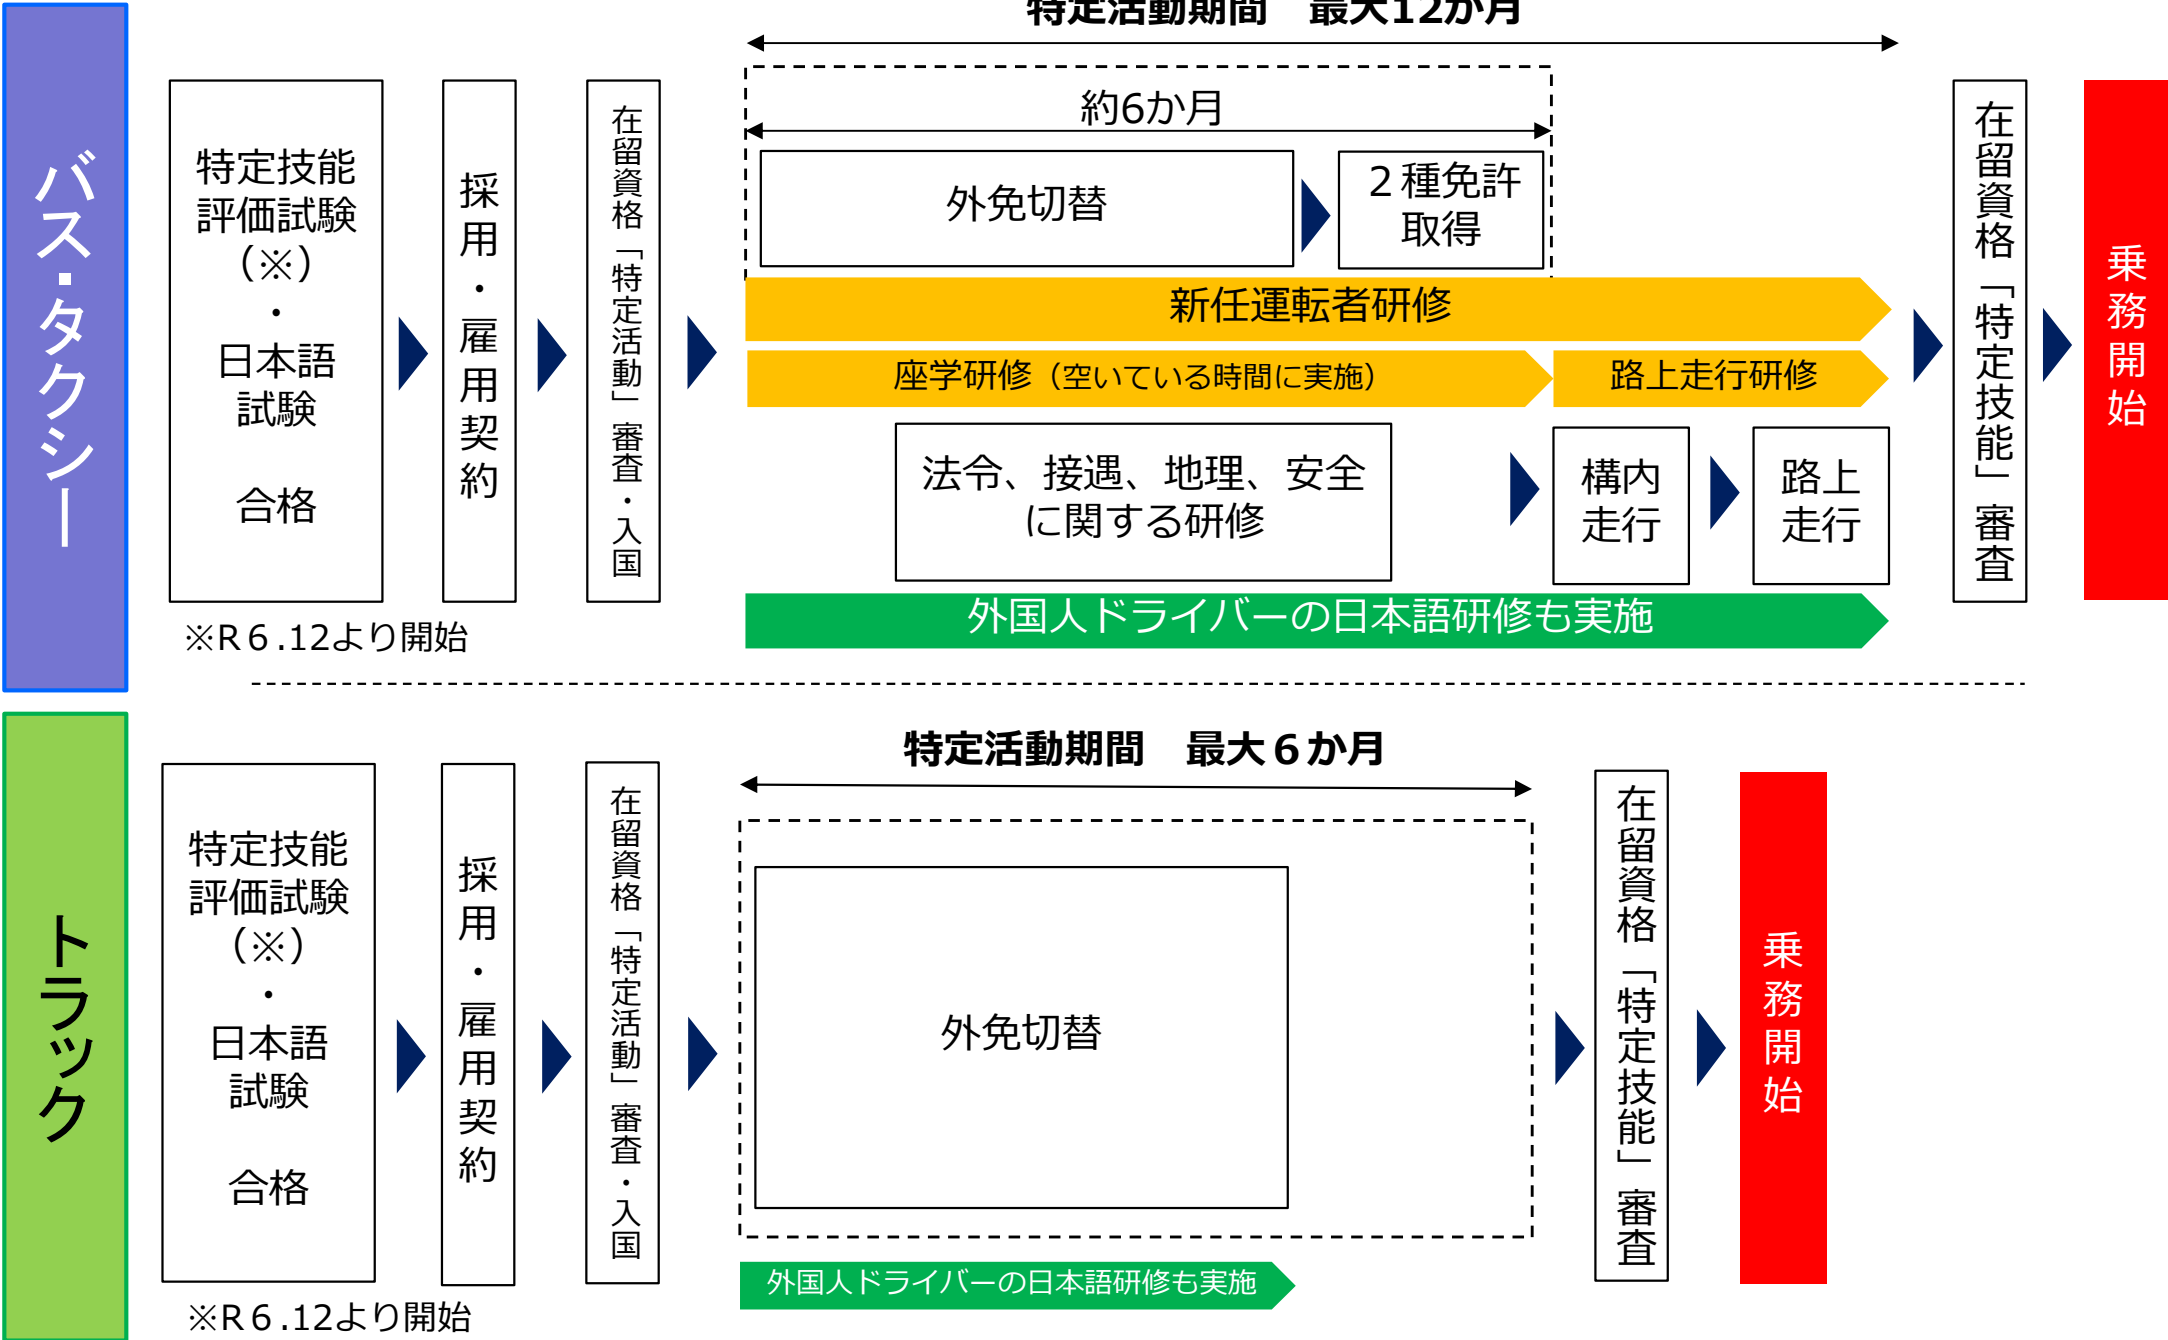 バス・タクシー
特定活動期間　最大12か月
特定技能
評価試験
（※）
・
日本語
試験
合格
※R６.12より開始
採用・雇用契約
在留資格「特定活動」審査・入国
約6か月
外免切替
２種免許
取得
新任運転者研修
座学研修（空いている時間に実施）
路上走行研修
法令、接遇、地理、安全
に関する研修
構内
走行
路上
走行
外国人ドライバーの日本語研修も実施
在留資格「特定技能」審査
乗務開始
トラック
特定活動期間　最大６か月
特定技能
評価試験
（※）
・
日本語
試験
合格
※R６.12より開始
採用・雇用契約
在留資格「特定活動」審査・入国
外免切替
外国人ドライバーの日本語研修も実施
在留資格「特定技能」審査
乗務開始